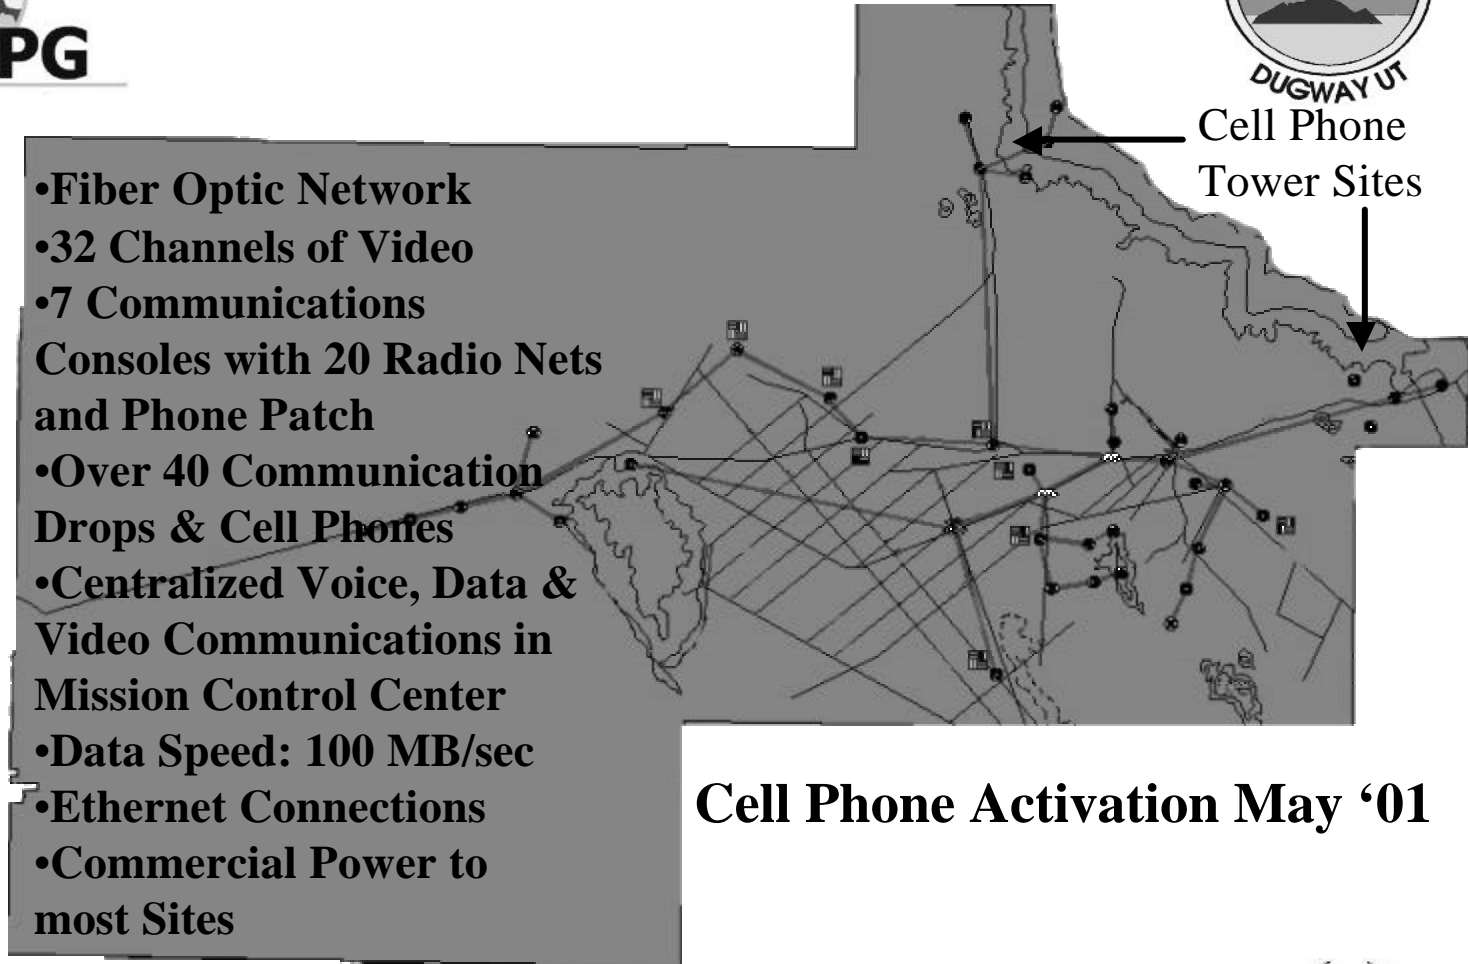 PG
DUGWAY UT
Cell Phone
Tower Sites
•Fiber Optic Network
•32 Channels of Video
•7 Communications
Consoles with 20 Radio Nets
and Phone Patch
•Over 40 Communication
Drops & Cell Phones
•Centralized Voice, Data &
Video Communications in
Mission Control Center
•Data Speed: 100 MB/sec
•Ethernet Connections
•Commercial Power to
most Sites
Cell Phone Activation May ‘01